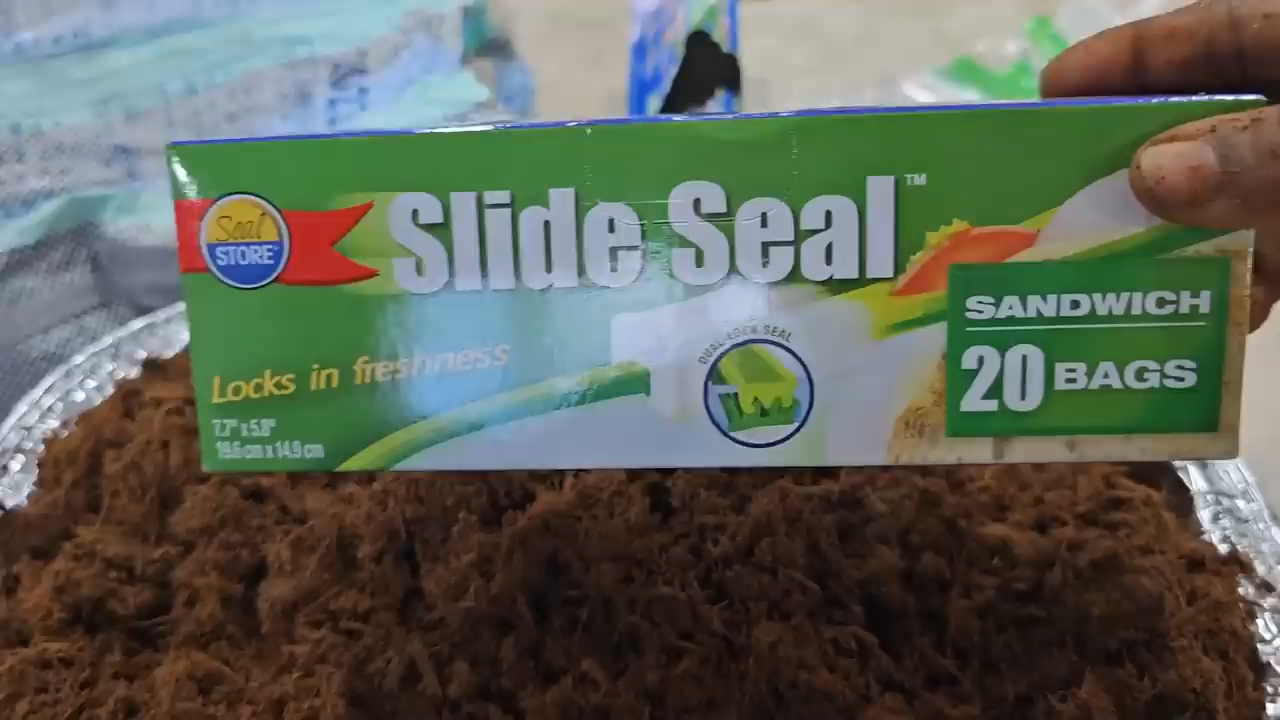 Seal
STORE
Slide Seal™
Locks in freshness
7.7" x 5.8"
19.6 cm x 14.9 cm
DUAL-LOCK SEAL
SANDWICH
20 BAGS